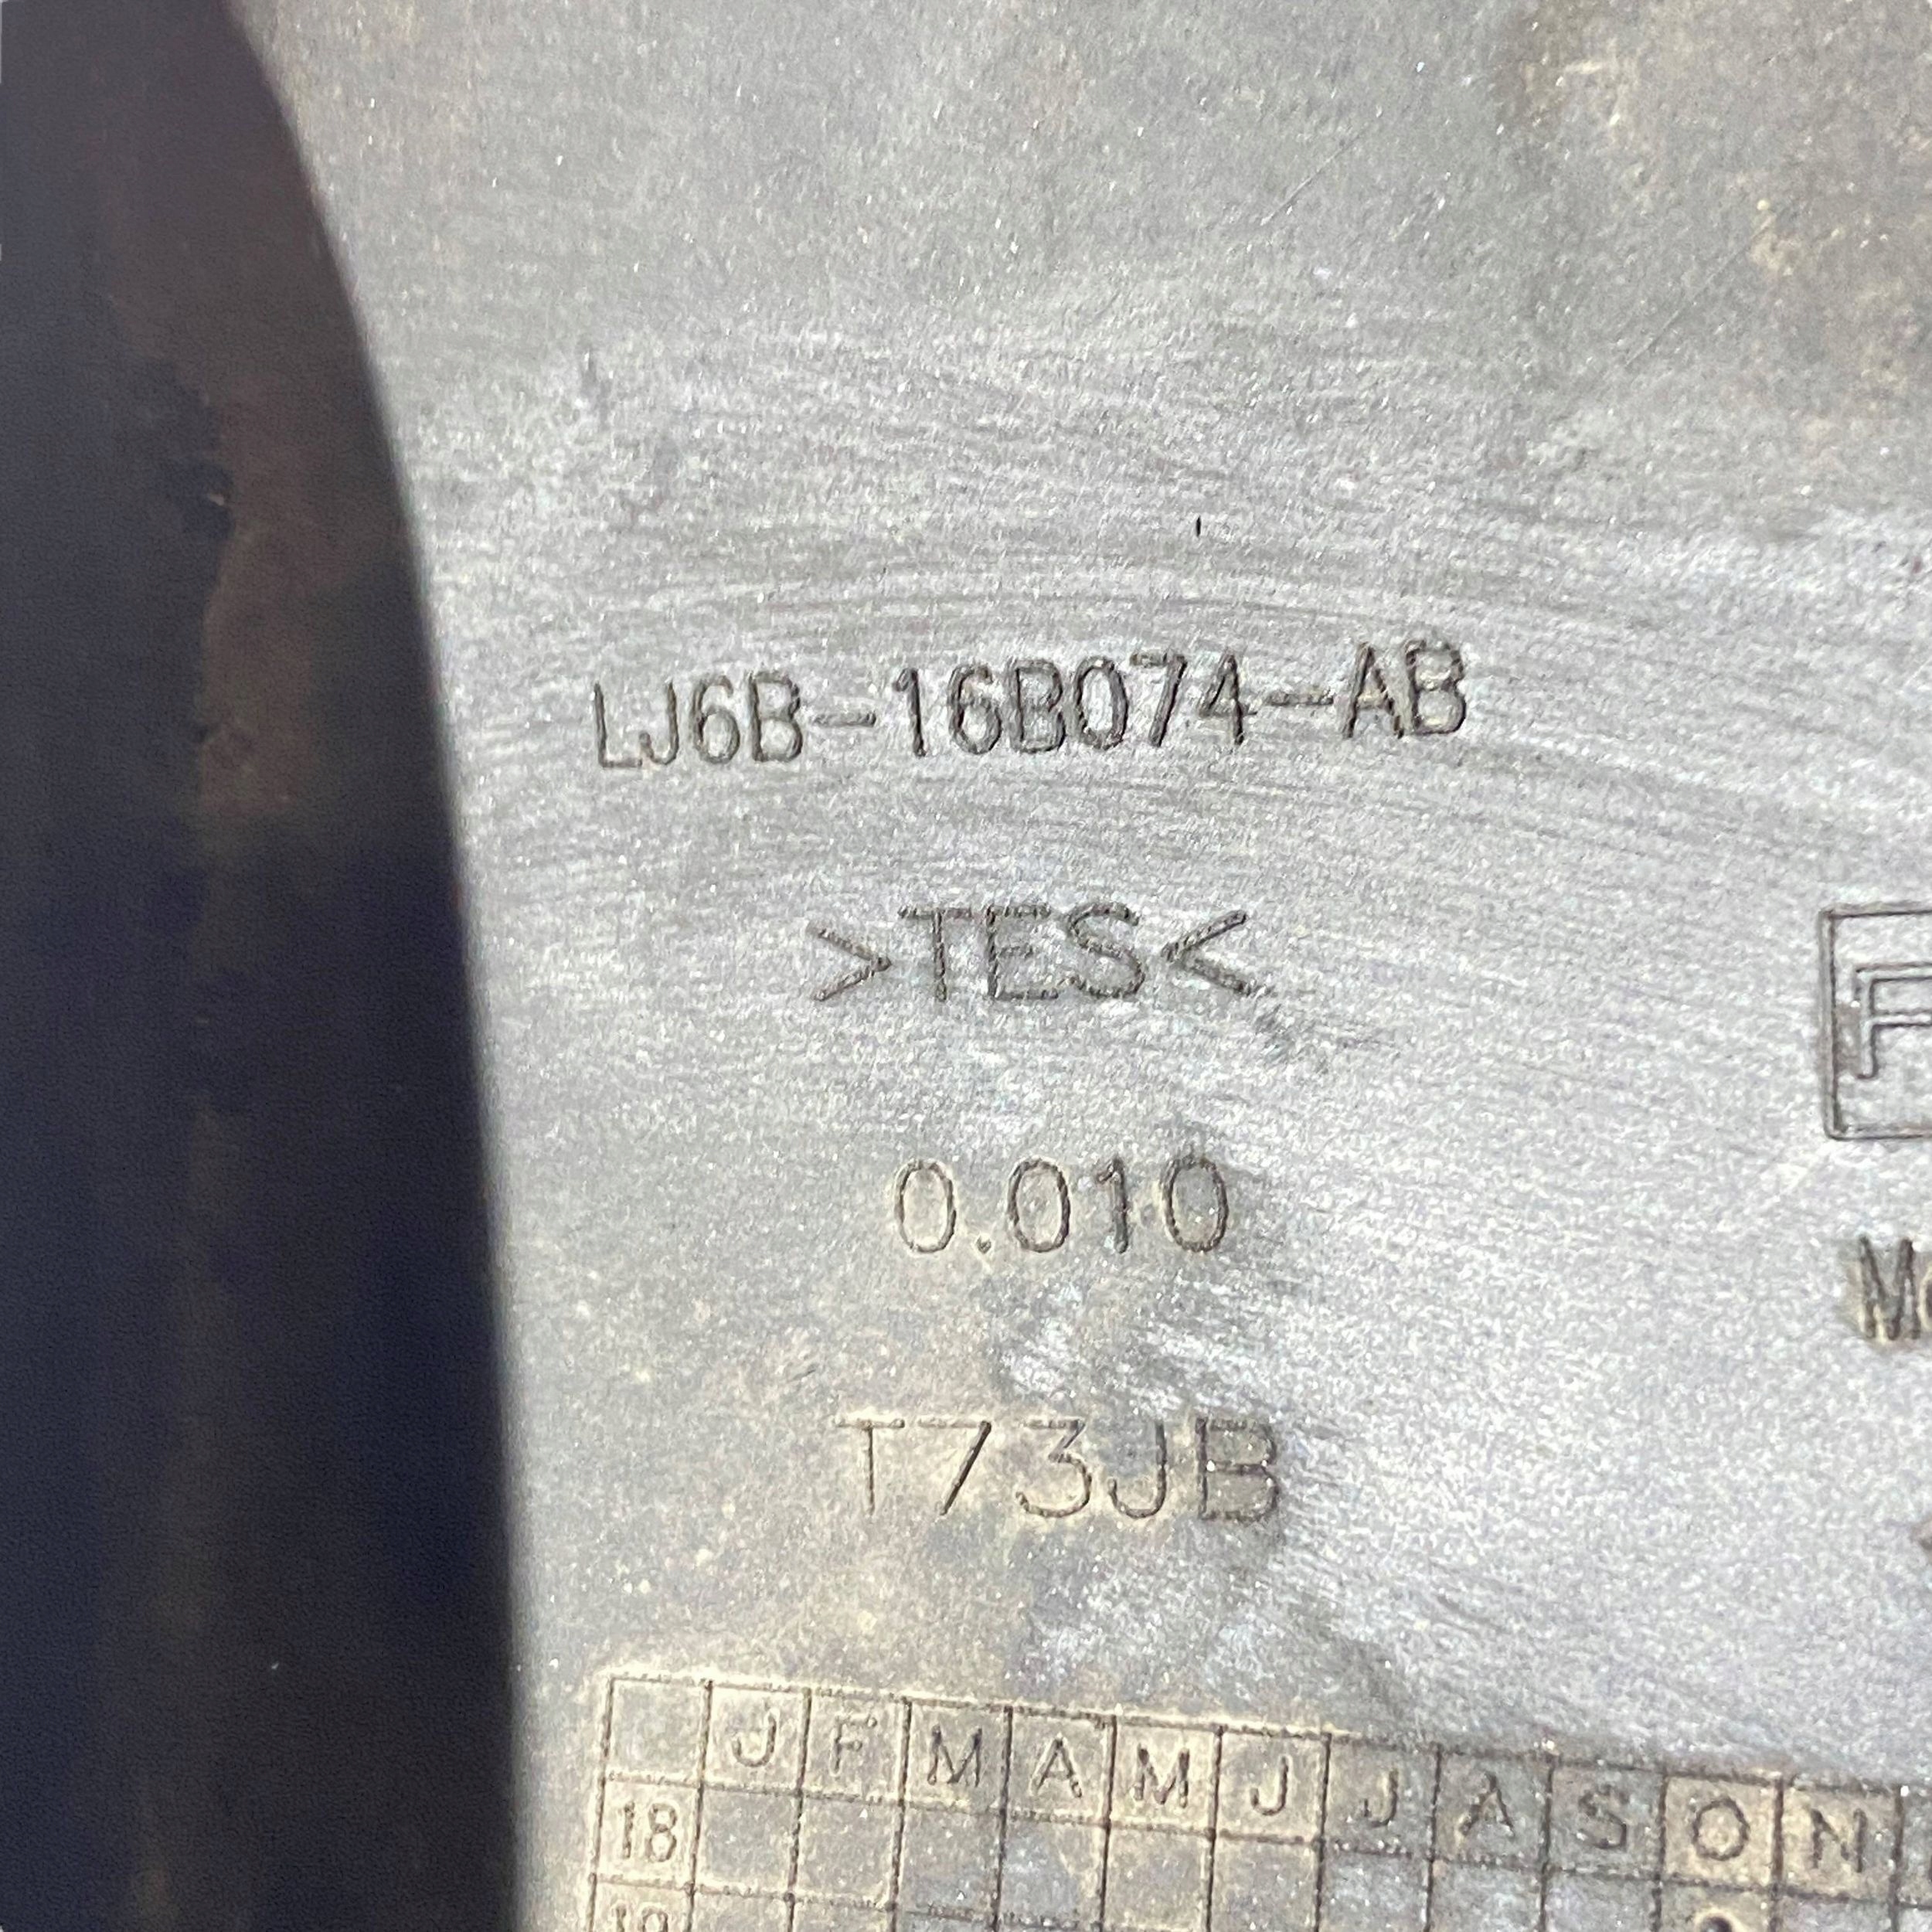 LJ6B-16B074-AB
>TES<
0.010
T73JB
J F M A M J J A S O N
18